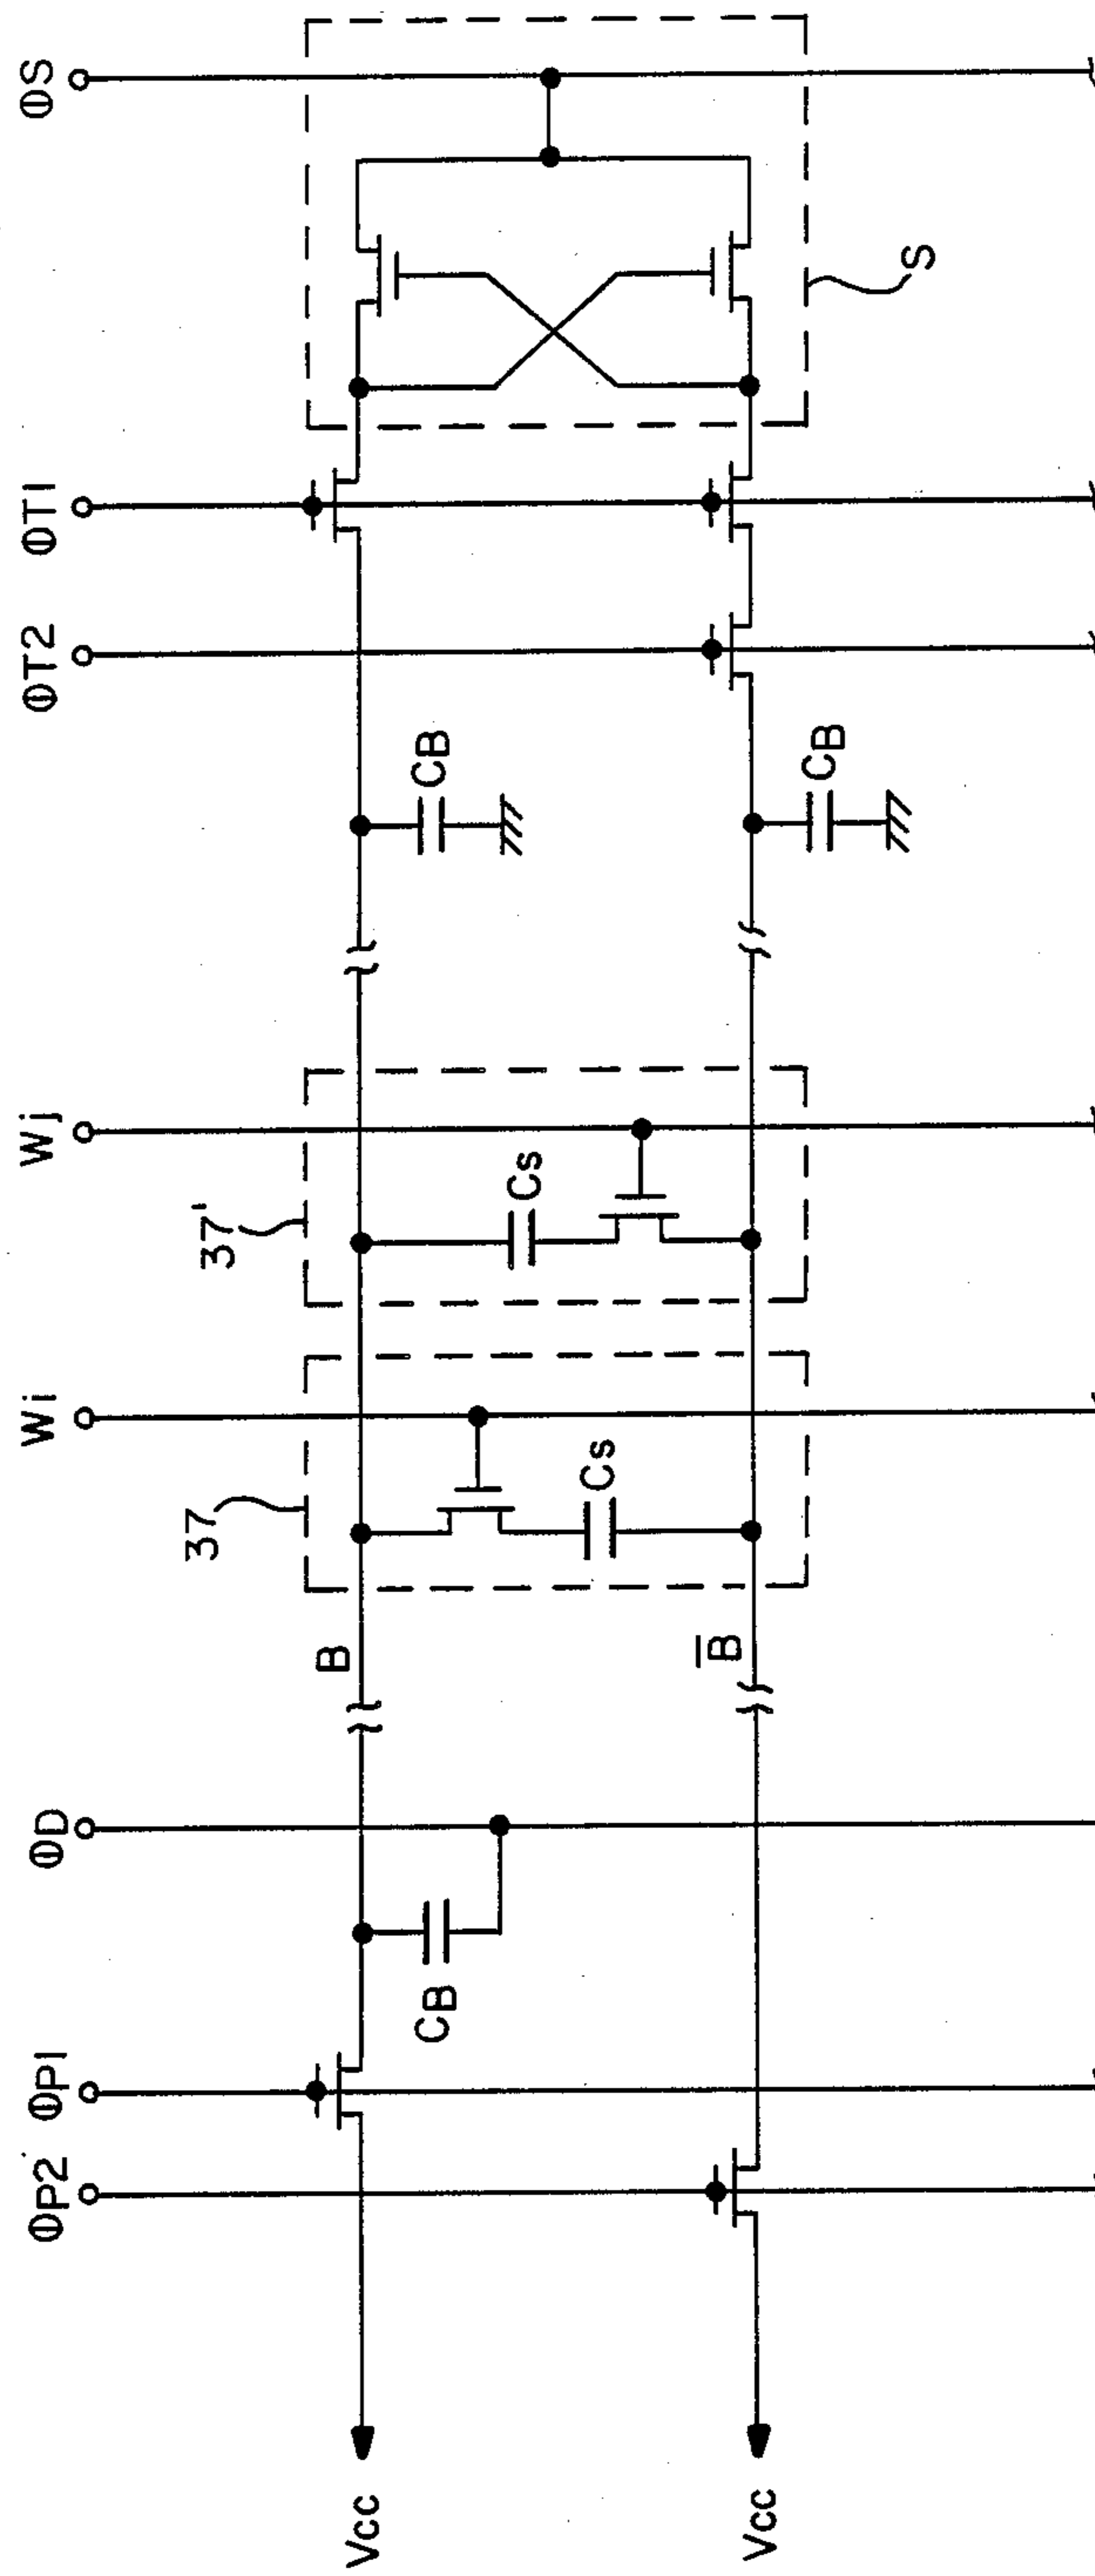 ΦP2
ΦP1
ΦD
Wi
Wj
ΦT2
ΦT1
ΦS
37
37'
Vcc
CB
B
Cs
Cs
CB
S
Vcc
B̅
CB